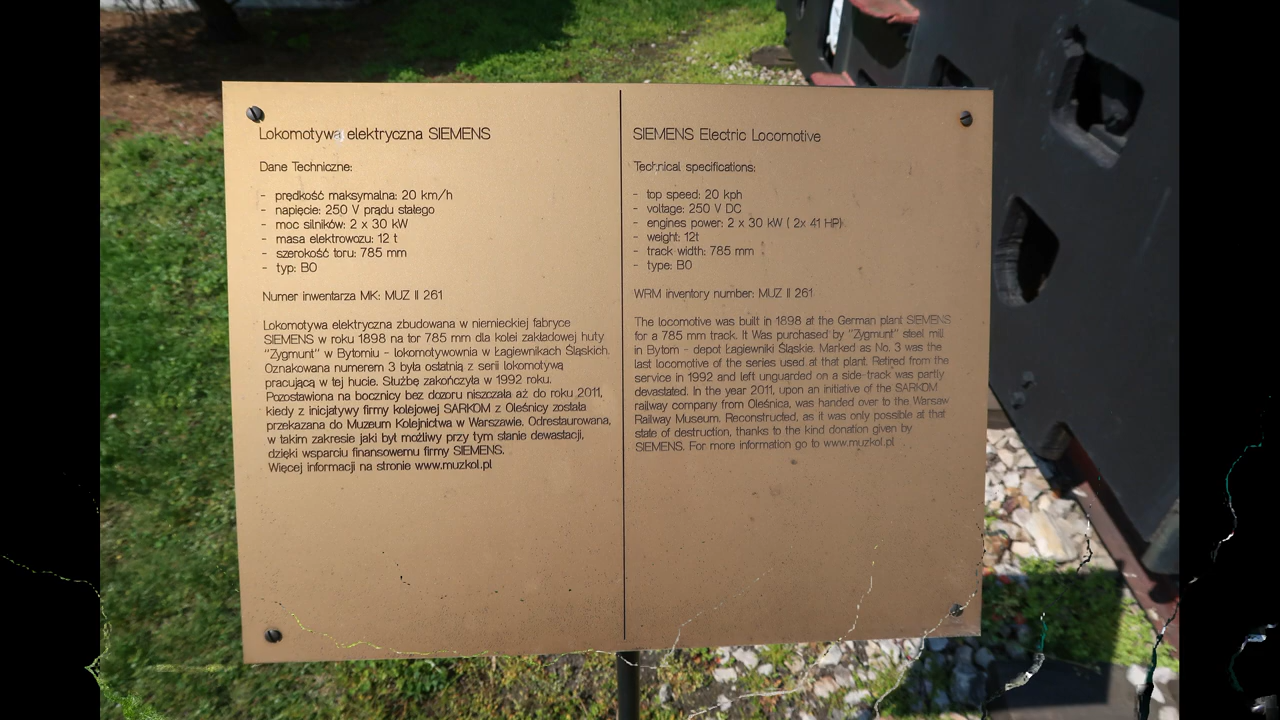 Lokomotywa elektryczna SIEMENS
Dane Techniczne:
- prędkość maksymalna: 20 km/h
- napięcie: 250 V prądu stałego
- moc silników: 2 x 30 kW
- masa elektrowozu: 12 t
- szerokość toru: 785 mm
- typ: B0
Numer inwentarza MK: MUZ II 261
Lokomotywa elektryczna zbudowana w niemieckiej fabryce
SIEMENS w roku 1898 na tor 785 mm dla kolei zakładowej huty
"Zygmunt" w Bytomiu - lokomotywownia w Łagiewnikach Śląskich.
Oznakowana numerem 3 była ostatnią z serii lokomotywą
pracującą w tej hucie. Służbę zakończyła w 1992 roku.
Pozostawiona na bocznicy bez dozoru niszczała aż do roku 2011,
kiedy z inicjatywy firmy kolejowej SARKOM z Oleśnicy została
przekazana do Muzeum Kolejnictwa w Warszawie. Odrestaurowana,
w takim zakresie jaki był możliwy przy tym stanie dewastacji,
dzięki wsparciu finansowemu firmy SIEMENS.
Więcej informacji na stronie www.muzkol.pl
SIEMENS Electric Locomotive
Technical specifications:
- top speed: 20 kph
- voltage: 250 V DC
- engines power: 2 x 30 kW ( 2x 41 HP)
- weight: 12t
- track width: 785 mm
- type: B0
WRM inventory number: MUZ II 261
The locomotive was built in 1898 at the German plant SIEMENS
for a 785 mm track. It Was purchased by "Zygmunt" steel mill
in Bytom - depot Łagiewniki Śląskie. Marked as No. 3 was the
last locomotive of the series used at that plant. Retired from the
service in 1992 and left unguarded on a side-track was partly
devastated. In the year 2011, upon an initiative of the SARKOM
railway company from Oleśnica, was handed over to the Warsaw
Railway Museum. Reconstructed, as it was only possible at that
state of destruction, thanks to the kind donation given by
SIEMENS. For more information go to www.muzkol.pl